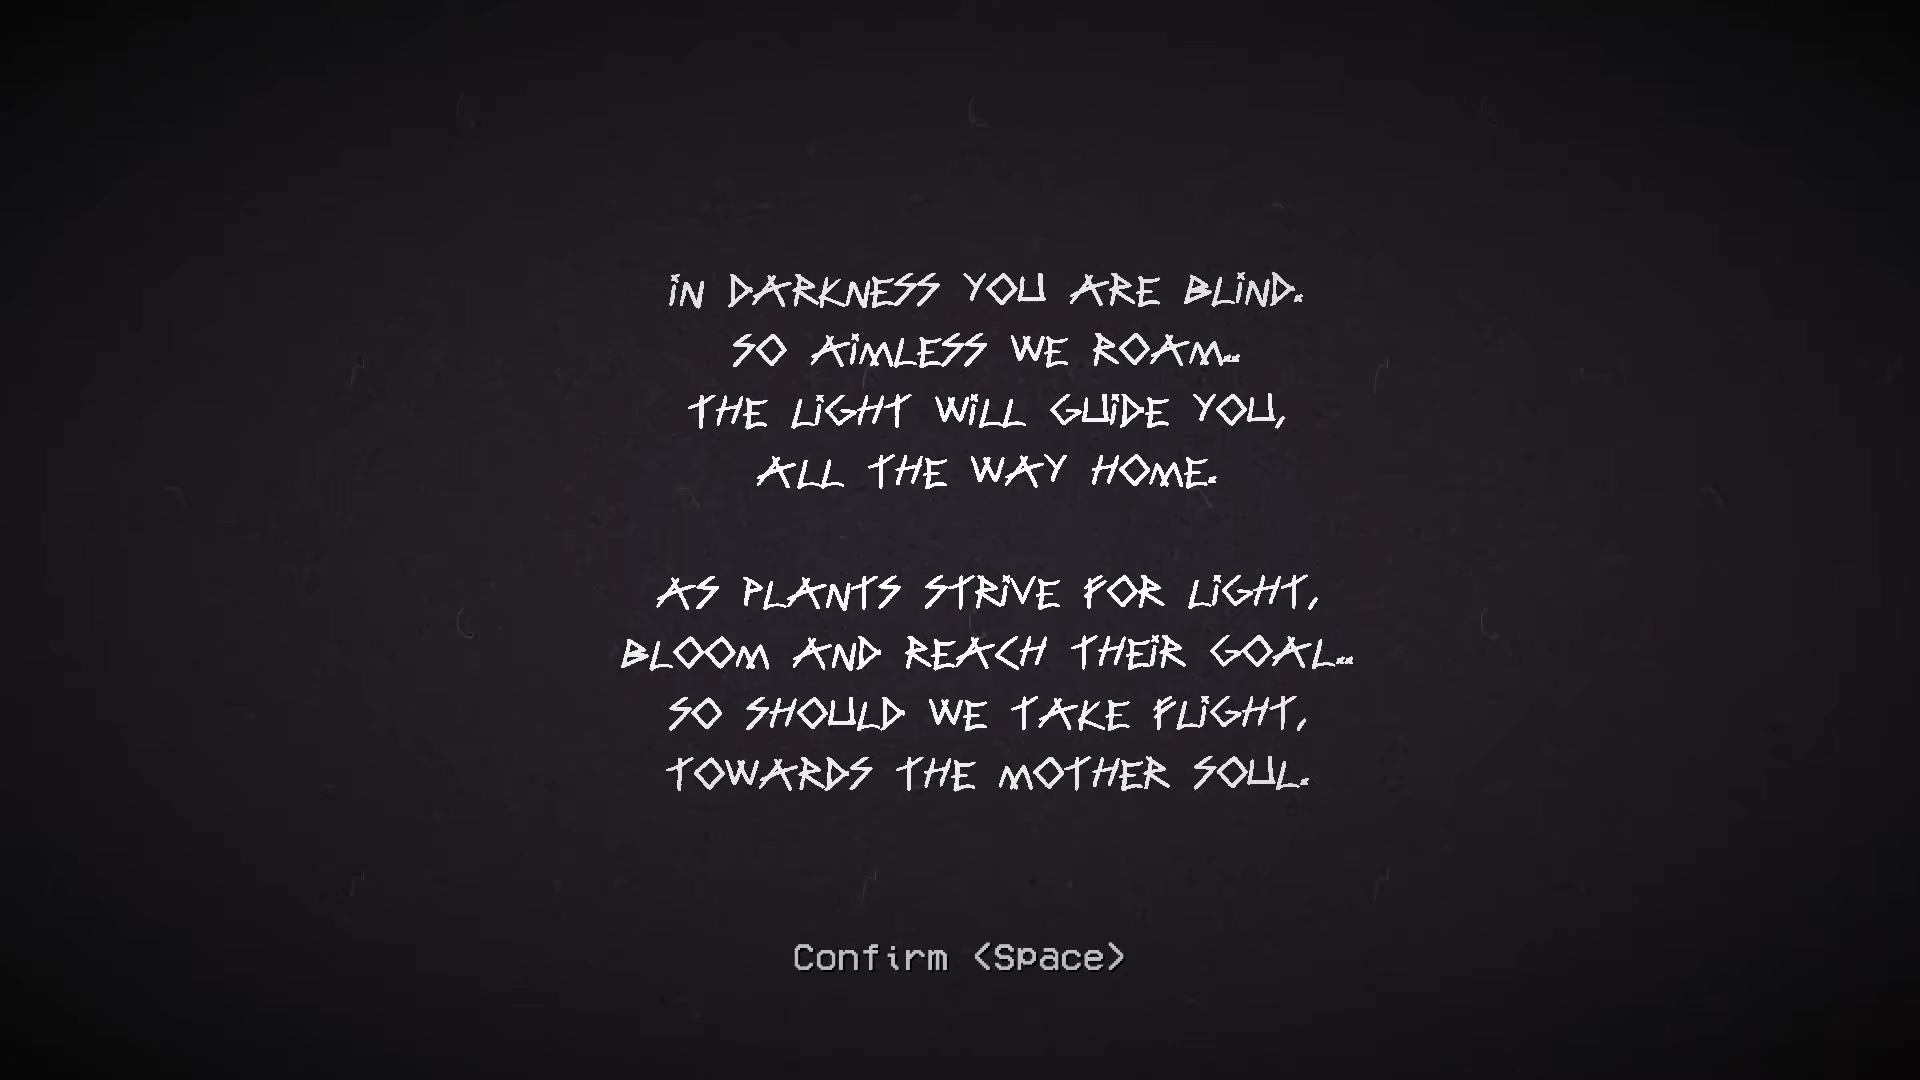 IN DARKNESS YOU ARE BLIND.
SO AIMLESS WE ROAM..
THE LIGHT WILL GUIDE YOU,
ALL THE WAY HOME.
AS PLANTS STRIVE FOR LIGHT,
BLOOM AND REACH THEIR GOAL..
SO SHOULD WE TAKE FLIGHT,
TOWARDS THE MOTHER SOUL.
Confirm <Space>